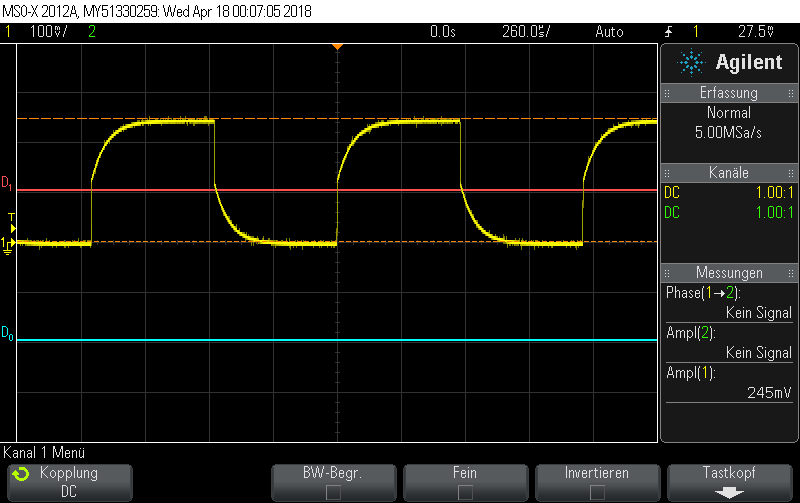 MSO-X 2012A, MY51330259: Wed Apr 18 00:07:05 2018
1 100▽/ 2 0.0s 260.0▽/ Auto 1 27.5▽
Agilent
Erfassung
Normal
5.00MSa/s
Kanäle
DC 1.00:1
DC 1.00:1
Messungen
Phase(1→2):
Kein Signal
Ampl(2):
Kein Signal
Ampl(1):
245mV
D1
T
1
D0
Kanal 1 Menü
Kopplung
DC
BW-Begr.
Fein
Invertieren
Tastkopf